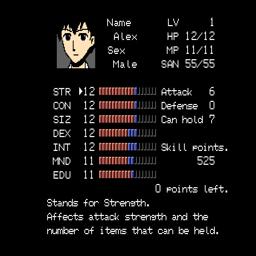 Name LV 1
Alex HP 12/12
Sex MP 11/11
Male SAN 55/55
STR 12 Attack 6
CON 12 Defense 0
SIZ 12 Can hold 7
DEX 12
INT 12 Skill points.
MND 11 525
EDU 11
0 points left.
Stands for Strength.
Affects attack strength and the
number of items that can be held.